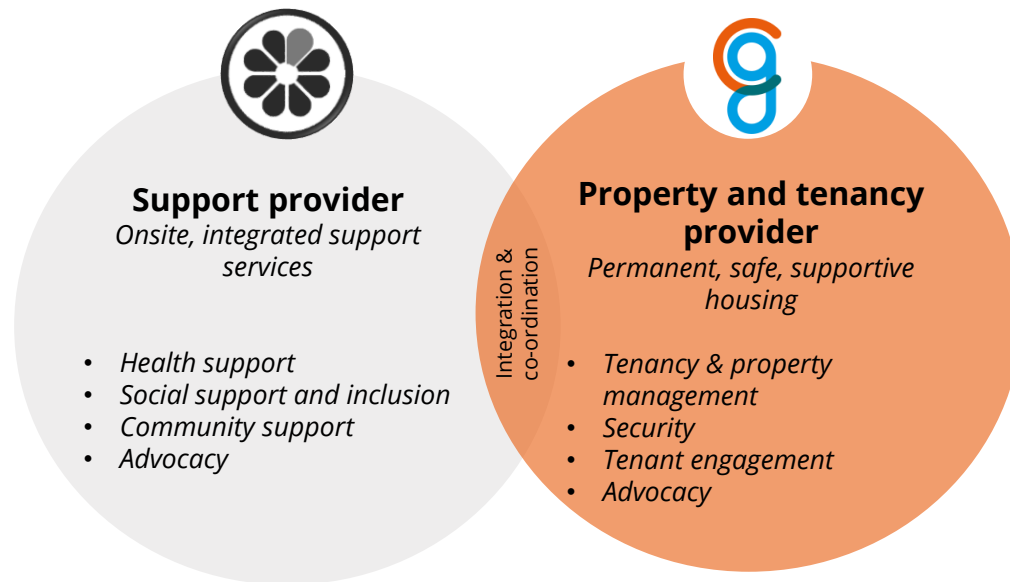 Support provider
Onsite, integrated support
services
• Health support
• Social support and inclusion
• Community support
• Advocacy
Integration &
co-ordination
Property and tenancy
provider
Permanent, safe, supportive
housing
• Tenancy & property
management
• Security
• Tenant engagement
• Advocacy